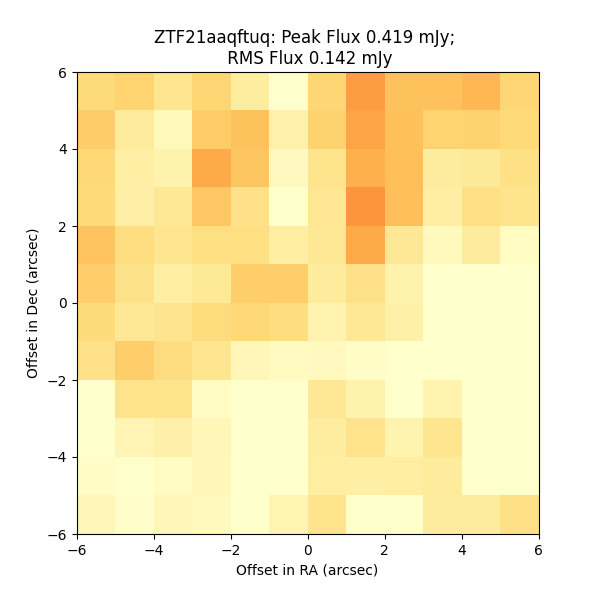 ZTF21aaqftuq: Peak Flux 0.419 mJy;
RMS Flux 0.142 mJy
6
4
2
0
−2
−4
−6
Offset in Dec (arcsec)
−6 −4 −2 0 2 4 6
Offset in RA (arcsec)